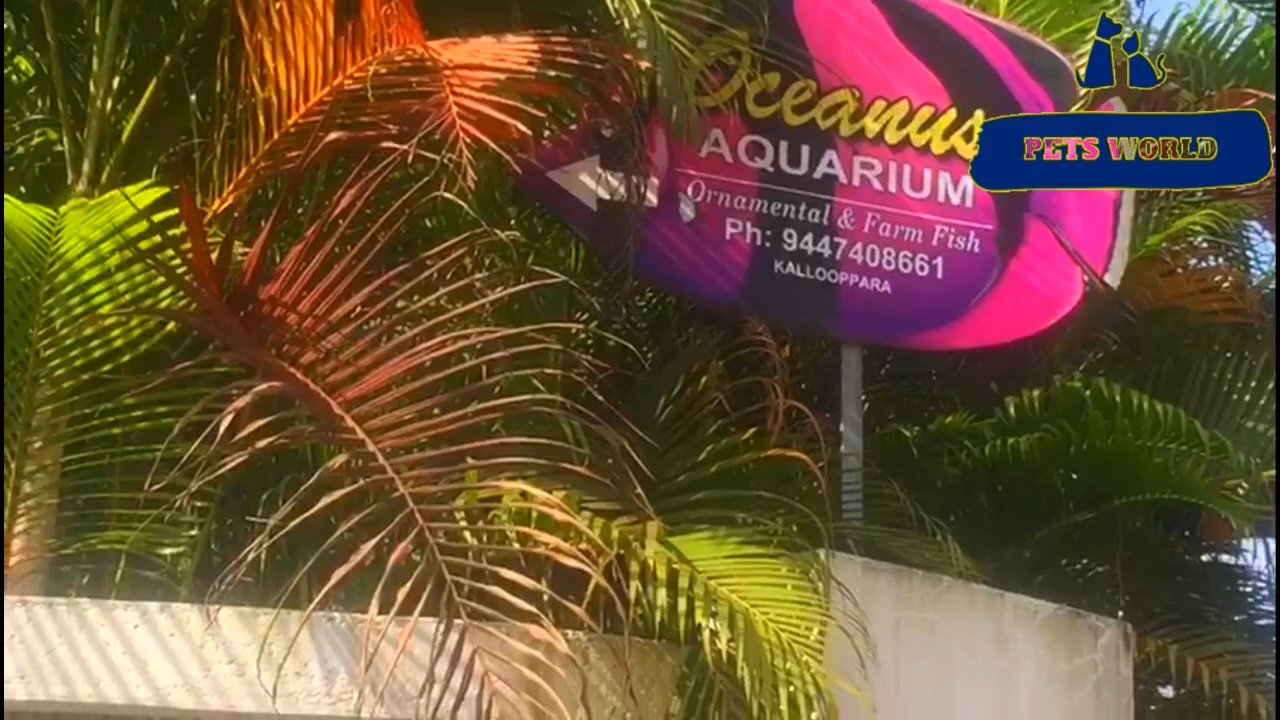 Oceanus
AQUARIUM
Ornamental & Farm Fish
Ph: 9447408661
KALLOOPPARA
PETS WORLD